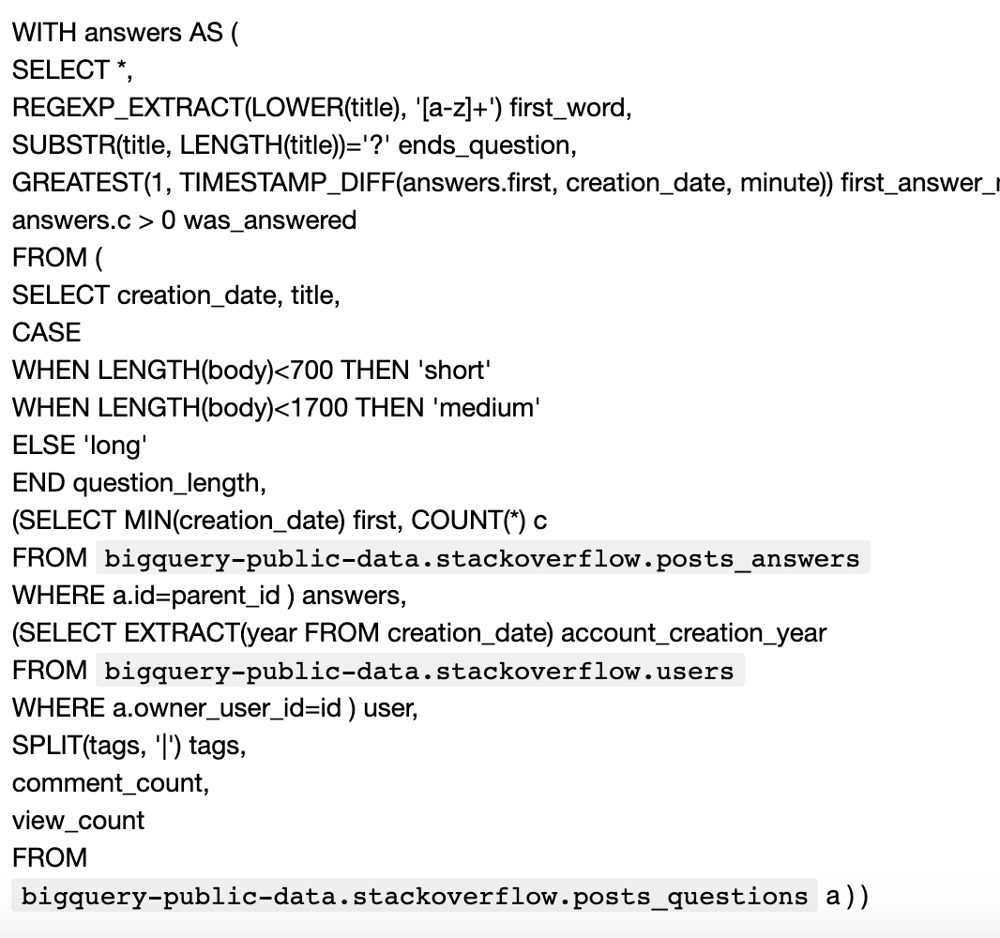 WITH answers AS (
SELECT *,
REGEXP_EXTRACT(LOWER(title), '[a-z]+') first_word,
SUBSTR(title, LENGTH(title))='?' ends_question,
GREATEST(1, TIMESTAMP_DIFF(answers.first, creation_date, minute)) first_answer_
answers.c > 0 was_answered
FROM (
SELECT creation_date, title,
CASE
WHEN LENGTH(body)<700 THEN 'short'
WHEN LENGTH(body)<1700 THEN 'medium'
ELSE 'long'
END question_length,
(SELECT MIN(creation_date) first, COUNT(*) c
FROM bigquery-public-data.stackoverflow.posts_answers
WHERE a.id=parent_id ) answers,
(SELECT EXTRACT(year FROM creation_date) account_creation_year
FROM bigquery-public-data.stackoverflow.users
WHERE a.owner_user_id=id ) user,
SPLIT(tags, '|') tags,
comment_count,
view_count
FROM
bigquery-public-data.stackoverflow.posts_questions a))